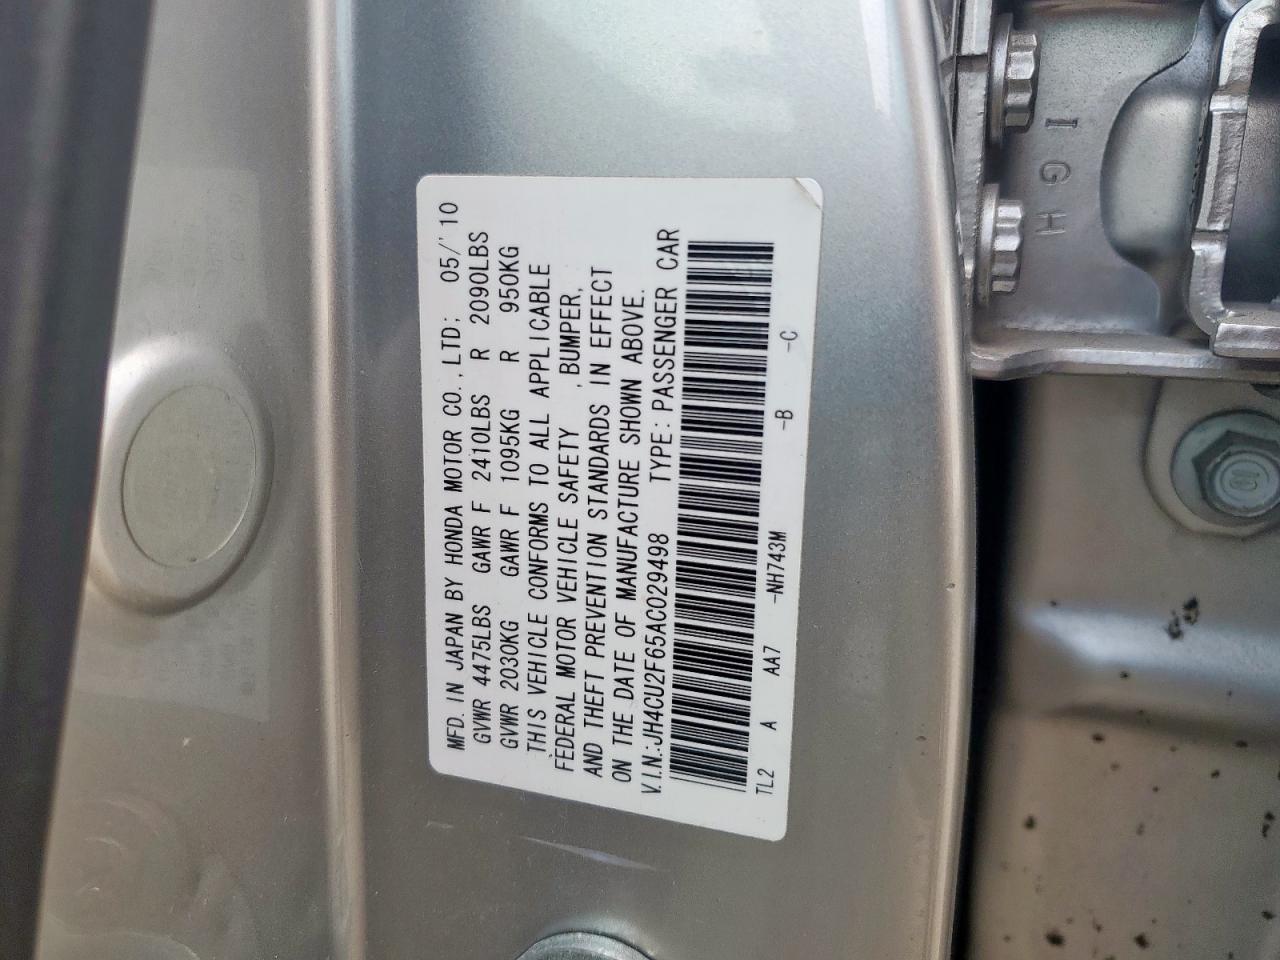 MFD. IN JAPAN BY HONDA MOTOR CO., LTD; 05/'10
GVWR 4475LBS GAWR F 2410LBS R 2090LBS
GVWR 2030KG GAWR F 1095KG R 950KG
THIS VEHICLE CONFORMS TO ALL APPLICABLE
FEDERAL MOTOR VEHICLE SAFETY ,BUMPER,
AND THEFT PREVENTION STANDARDS IN EFFECT
ON THE DATE OF MANUFACTURE SHOWN ABOVE.
V.I.N.:JH4CU2F65AC029498 TYPE: PASSENGER CAR
TL2 A AA7 -NH743M -B -C
IGH